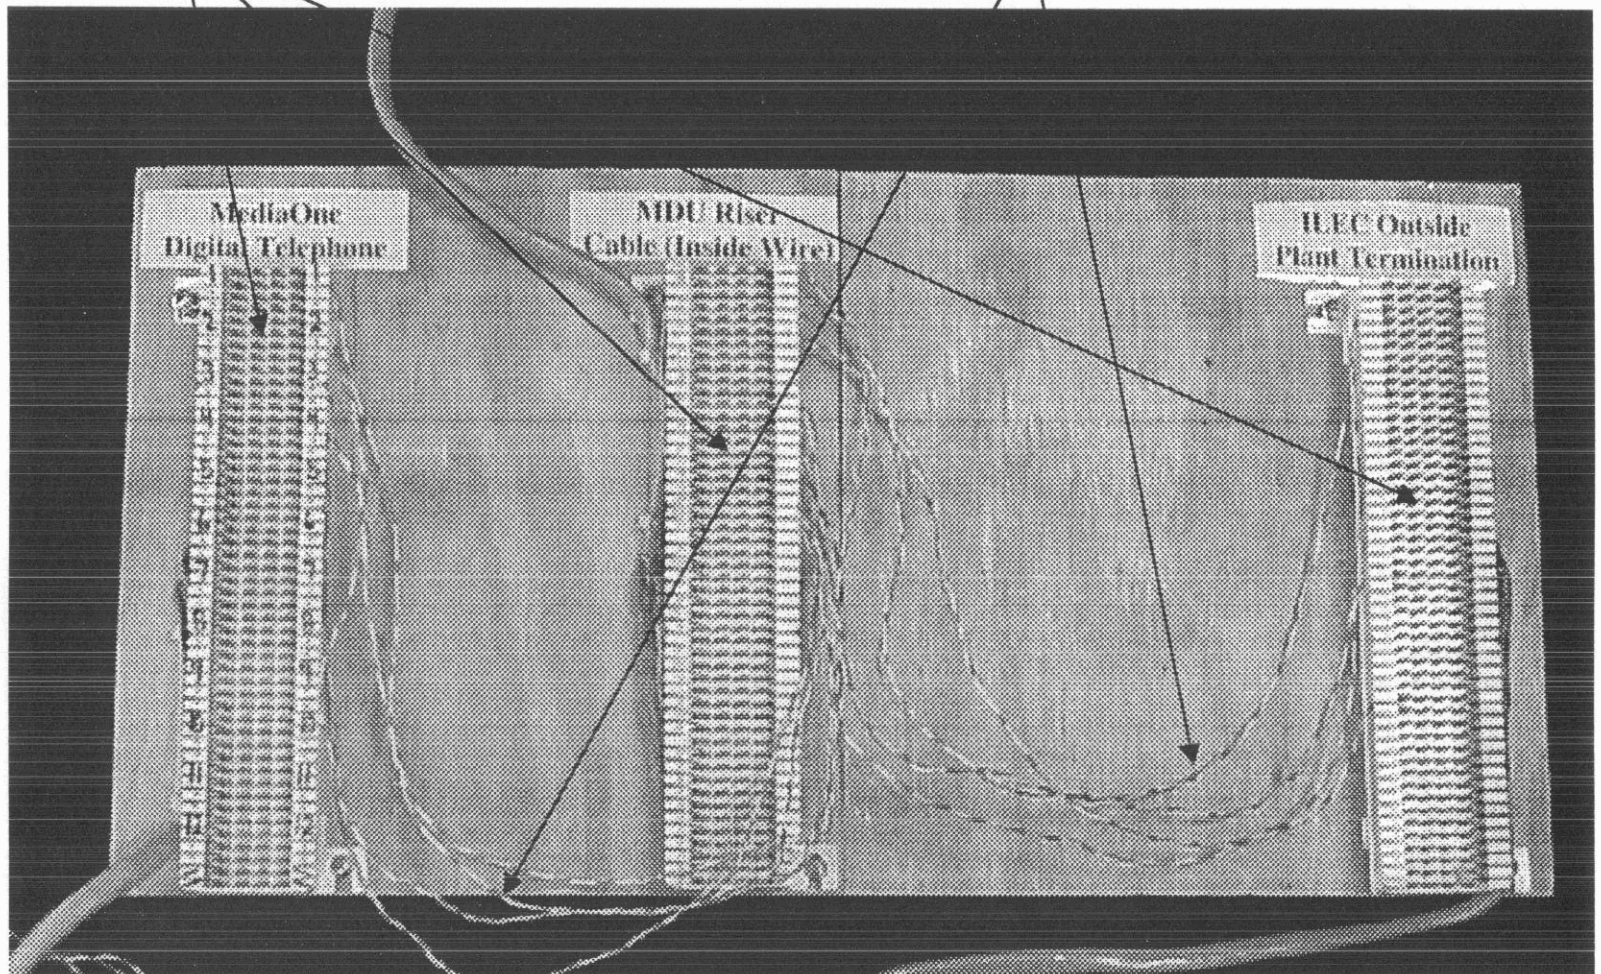 MediaOne
Digital Telephone
MDU Riser
Cable (Inside Wire)
ILEC Outside
Plant Termination